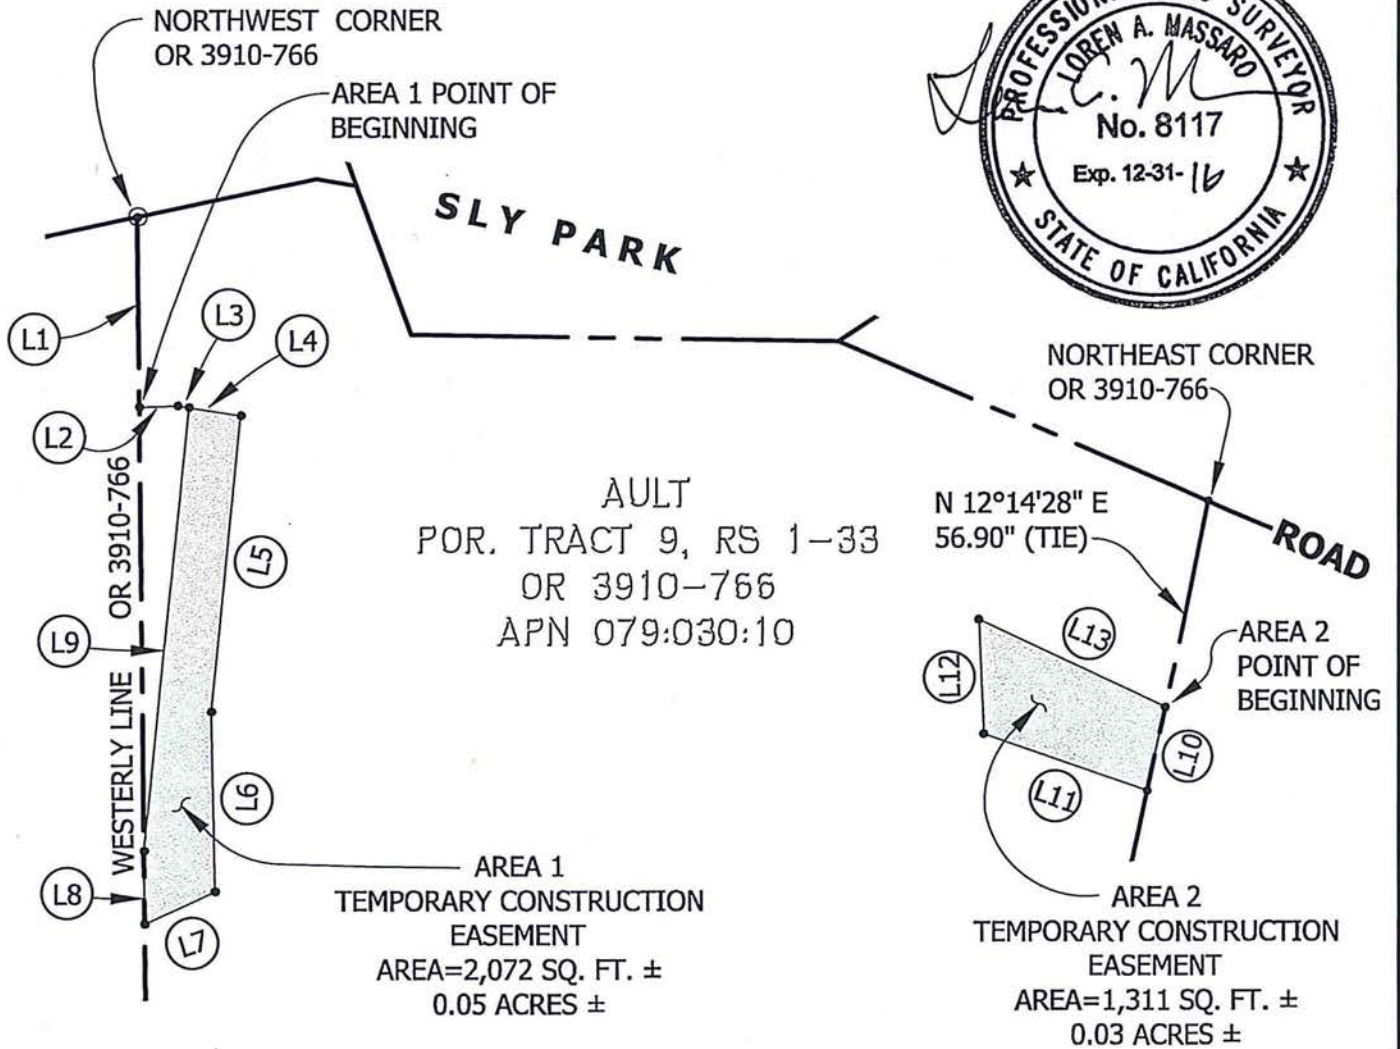 NORTHWEST CORNER
OR 3910-766
AREA 1 POINT OF
BEGINNING
PROFESSIONAL LAND SURVEYOR
LOREN A. MASSARO
No. 8117
Exp. 12-31-16
STATE OF CALIFORNIA
SLY PARK
L1
L3
L4
L2
NORTHEAST CORNER
OR 3910-766
WESTERLY LINE OR 3910-766
AULT
POR. TRACT 9, RS 1-33
OR 3910-766
APN 079:030:10
N 12°14'28" E
56.90" (TIE)
ROAD
L5
L9
L13
L12
AREA 2
POINT OF
BEGINNING
L10
L11
L6
L8
L7
AREA 1
TEMPORARY CONSTRUCTION
EASEMENT
AREA=2,072 SQ. FT. ±
0.05 ACRES ±
AREA 2
TEMPORARY CONSTRUCTION
EASEMENT
AREA=1,311 SQ. FT. ±
0.03 ACRES ±